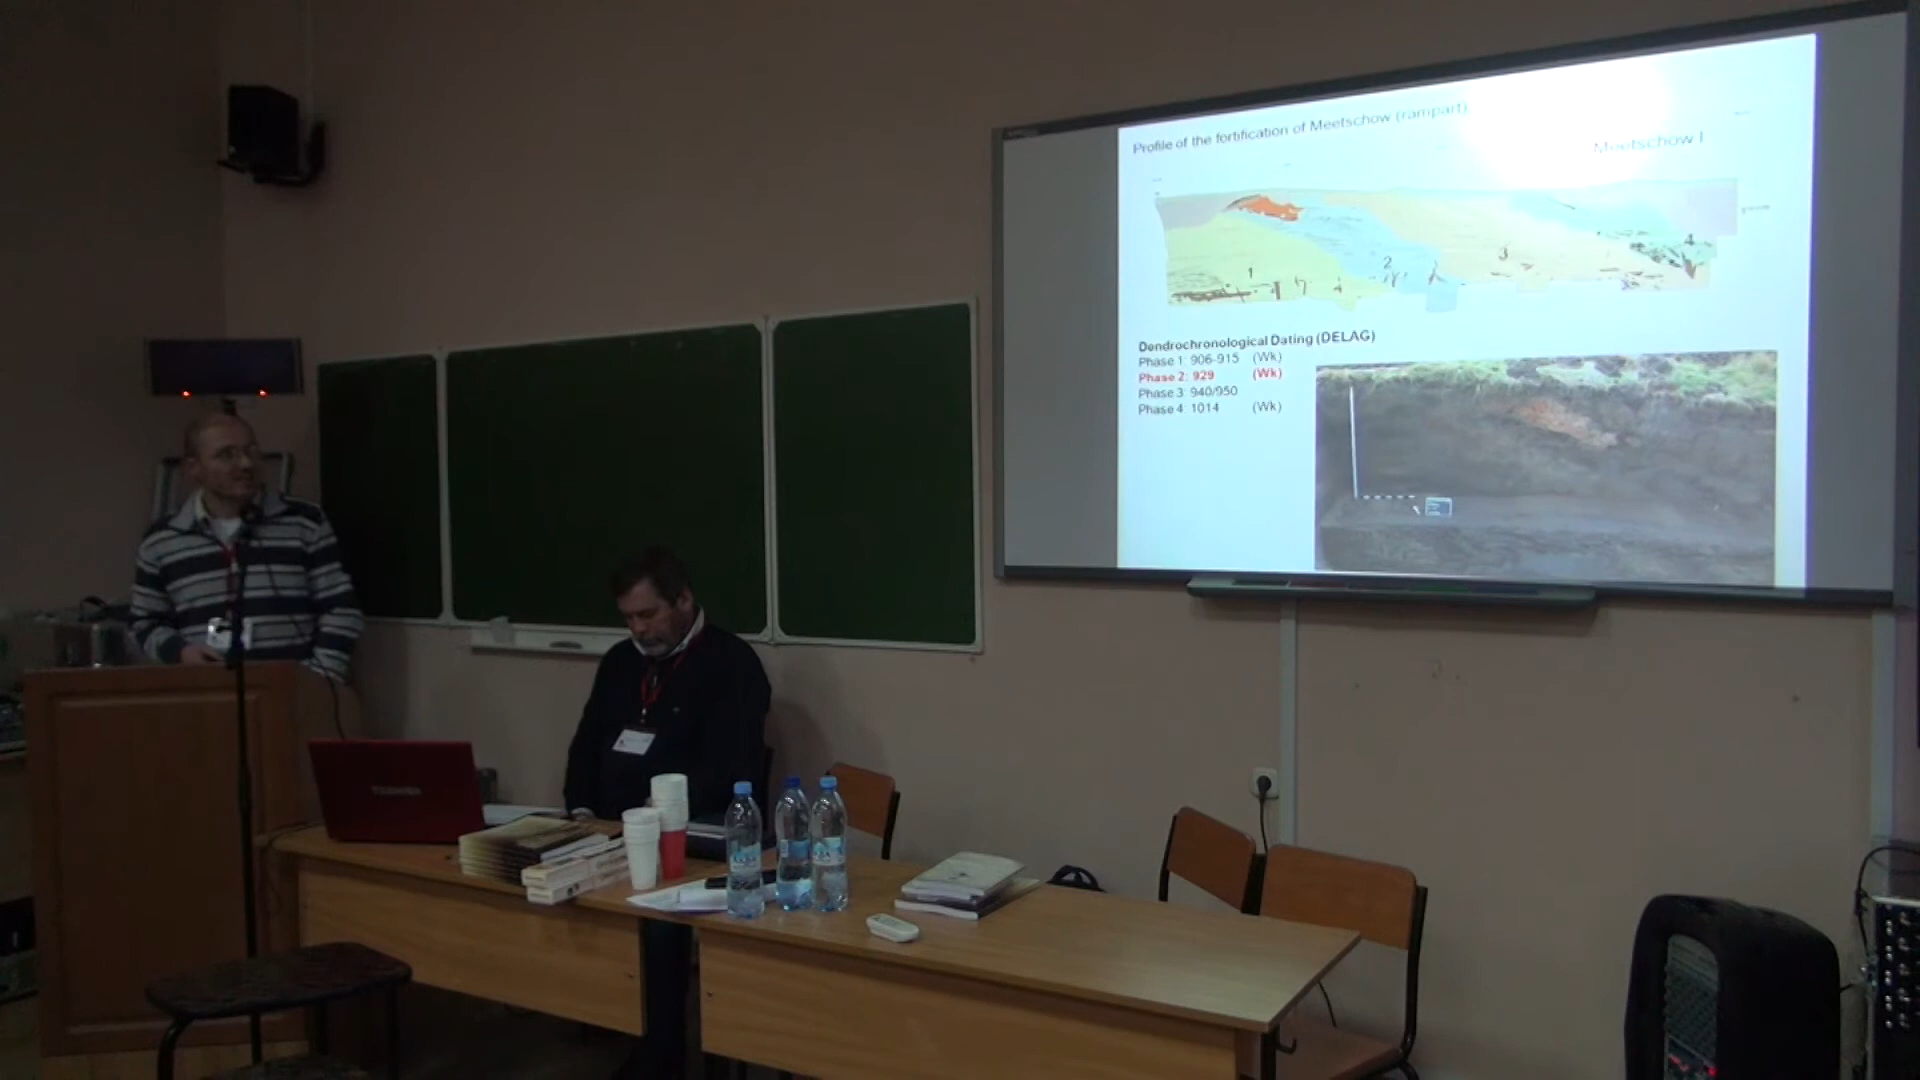 Profile of the fortification of Meetschow (rampart)
Meetschow I
1
2
3
4
Dendrochronological Dating (DELAG)
Phase 1: 906-915 (Wk)
Phase 2: 929 (Wk)
Phase 3: 940/950
Phase 4: 1014 (Wk)
TOSHIBA